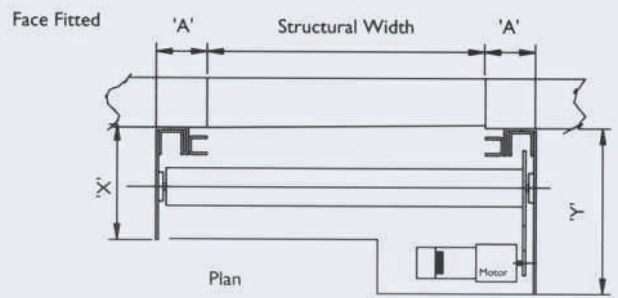 Face Fitted
'A'
Structural Width
'A'
'X'
'Y'
Motor
Plan